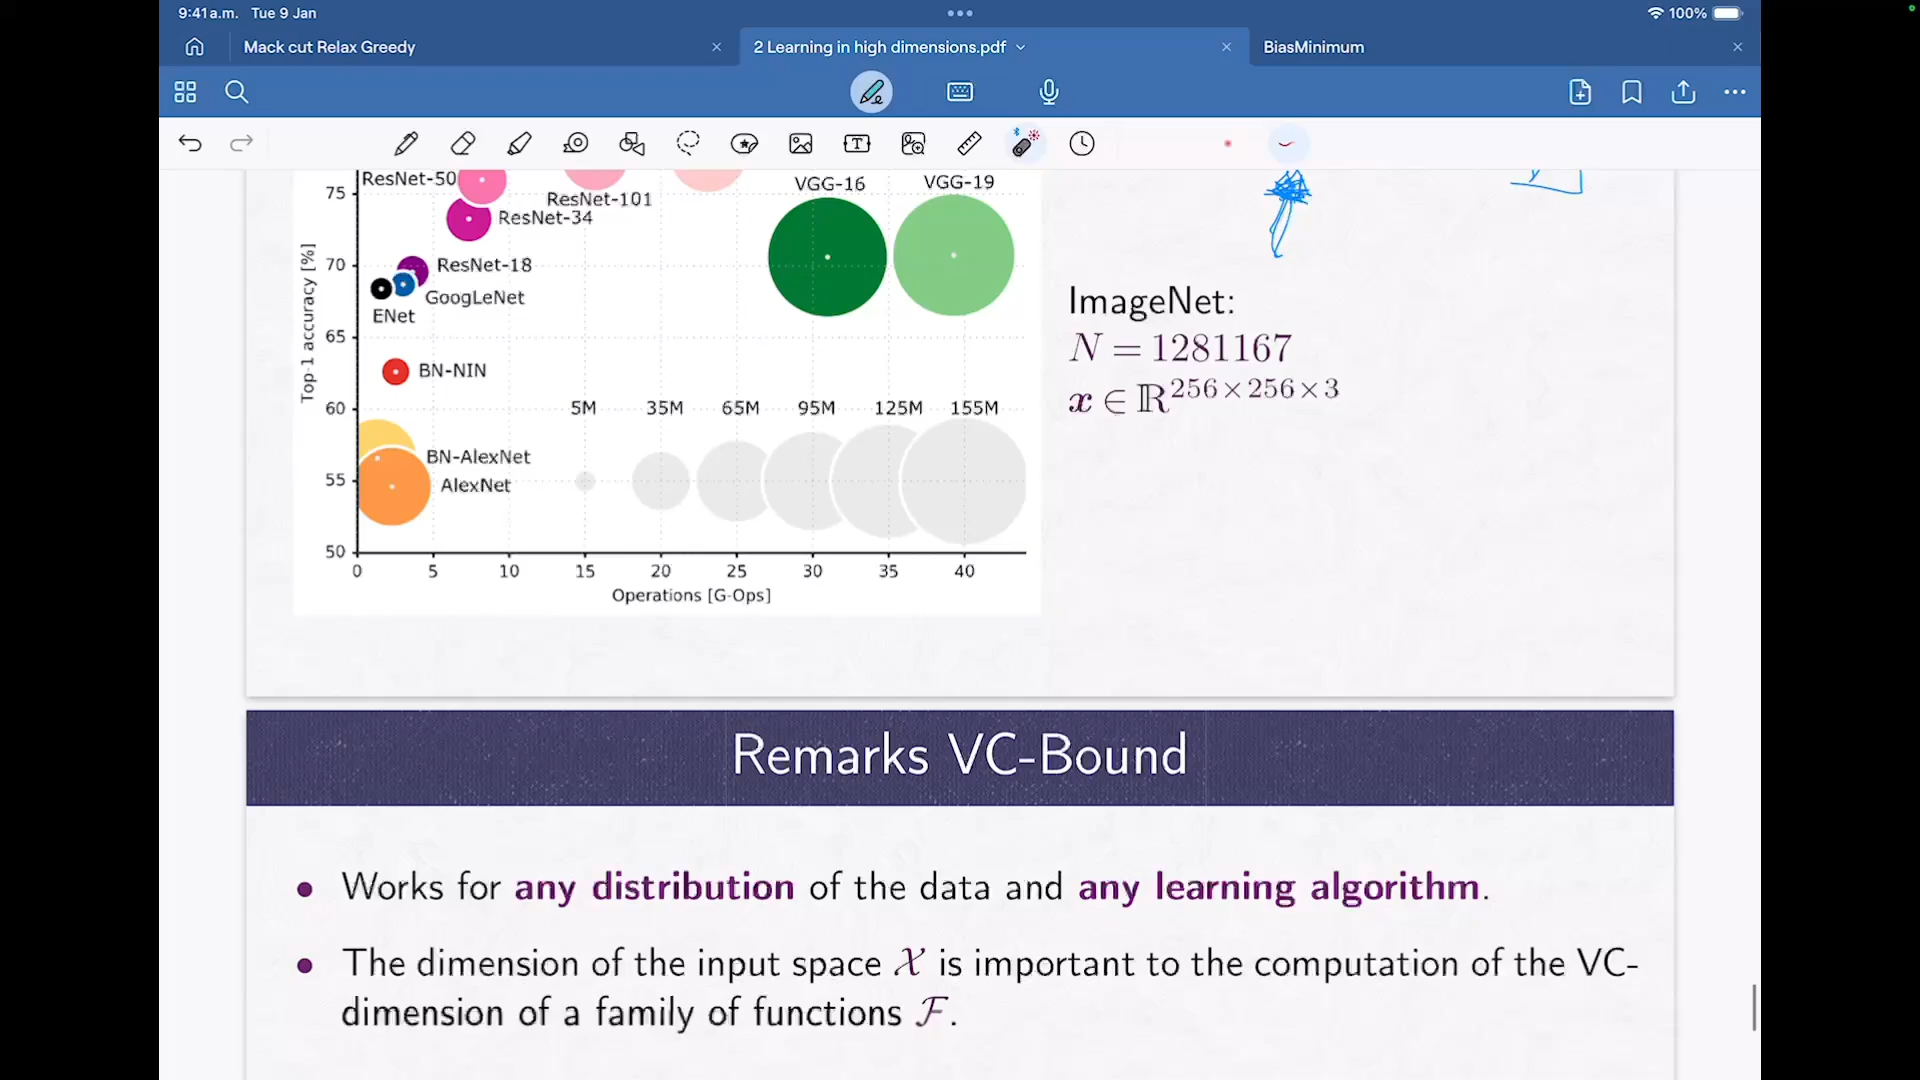 9:41 a.m. Tue 9 Jan
100%
Mack cut Relax Greedy
2 Learning in high dimensions.pdf
BiasMinimum
75
ResNet-50
ResNet-101
ResNet-34
VGG-16
VGG-19
70
ResNet-18
GoogLeNet
ENet
65
BN-NIN
60
5M 35M 65M 95M 125M 155M
BN-AlexNet
55
AlexNet
50
0 5 10 15 20 25 30 35 40
Operations [G-Ops]
Top-1 accuracy [%]
ImageNet:
N = 1281167
x ∈ ℝ^{256×256×3}
Remarks VC-Bound
• Works for any distribution of the data and any learning algorithm.
• The dimension of the input space 𝒳 is important to the computation of the VC-
dimension of a family of functions ℱ.